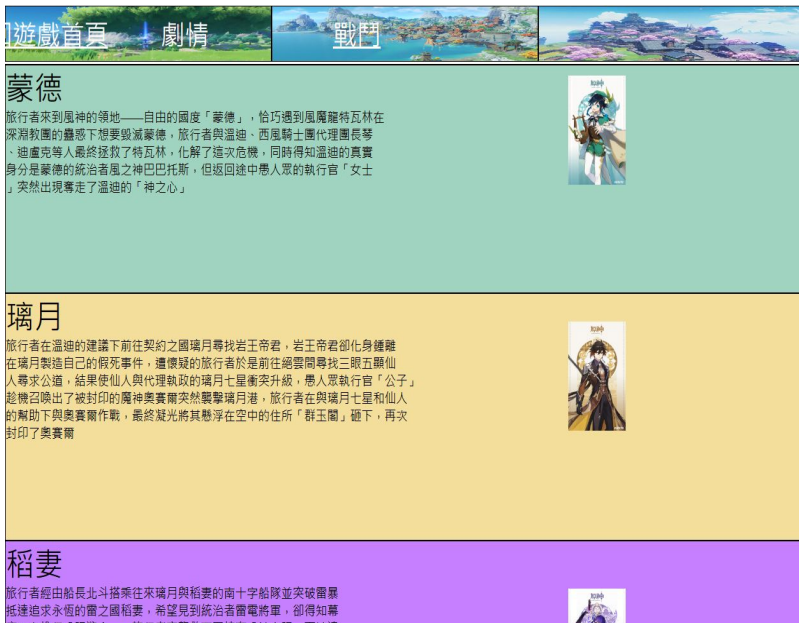 遊戲首頁 劇情 戰鬥
蒙德
旅行者來到風神的領地——自由的國度「蒙德」，恰巧遇到風魔龍特瓦林在
深淵教團的蠱惑下想要毀滅蒙德，旅行者與溫迪、西風騎士團代理團長琴
、迪盧克等人最終拯救了特瓦林，化解了這次危機，同時得知溫迪的真實
身分是蒙德的統治者風之神巴巴托斯，但返回途中愚人眾的執行官「女士
」突然出現奪走了溫迪的「神之心」
原神
璃月
旅行者在溫迪的建議下前往契約之國璃月尋找岩王帝君，岩王帝君卻化身鍾離
在璃月製造自己的假死事件，遭懷疑的旅行者於是前往絕雲間尋找三眼五顯仙
人尋求公道，結果使仙人與代理執政的璃月七星衝突升級，愚人眾執行官「公子」
趁機召喚出了被封印的魔神奧賽爾突然襲擊璃月港，旅行者在與璃月七星和仙人
的幫助下與奧賽爾作戰，最終凝光將其懸浮在空中的住所「群玉閣」砸下，再次
封印了奧賽爾
原神
稻妻
旅行者經由船長北斗搭乘往來璃月與稻妻的南十字船隊並突破雷暴
抵達追求永恆的雷之國稻妻，希望見到統治者雷電將軍，卻得知幕